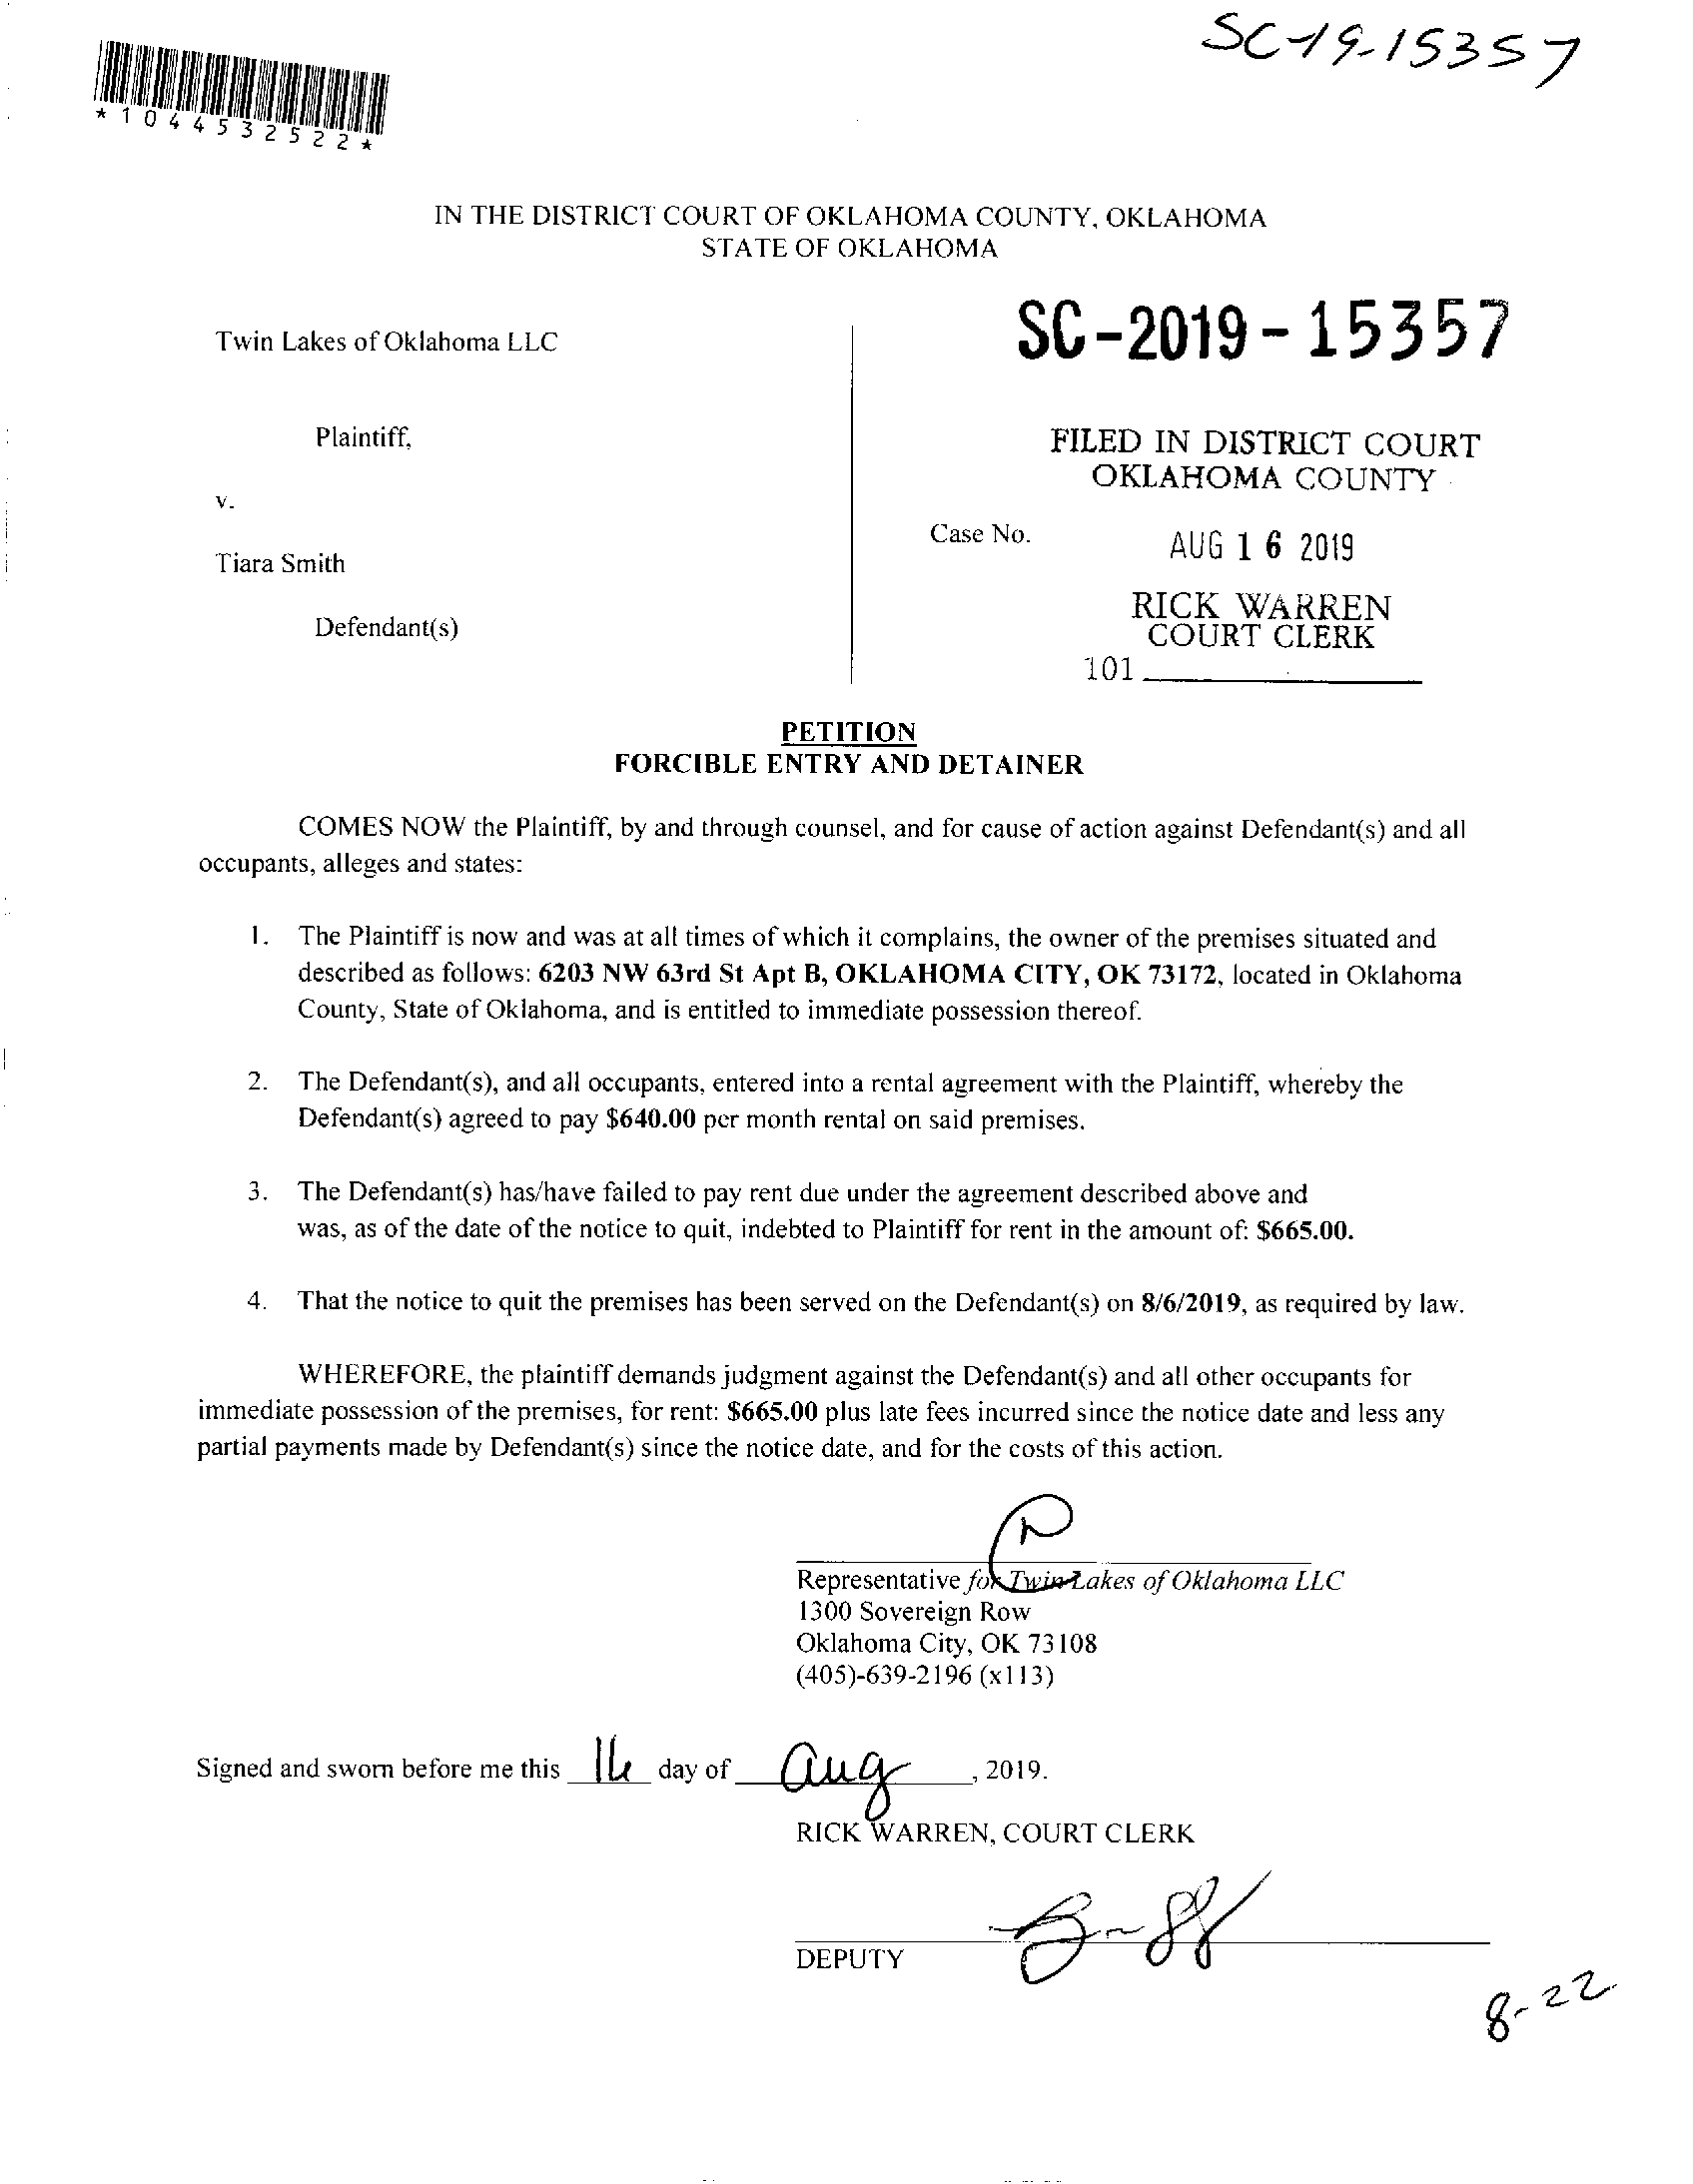 SC-19-15357
*1044532522*
IN THE DISTRICT COURT OF OKLAHOMA COUNTY, OKLAHOMA
STATE OF OKLAHOMA
Twin Lakes of Oklahoma LLC
SC-2019-15357
Plaintiff,
FILED IN DISTRICT COURT
OKLAHOMA COUNTY
v.
Case No.
AUG 16 2019
Tiara Smith
RICK WARREN
Defendant(s)
COURT CLERK
101
PETITION
FORCIBLE ENTRY AND DETAINER
COMES NOW the Plaintiff, by and through counsel, and for cause of action against Defendant(s) and all
occupants, alleges and states:
1. The Plaintiff is now and was at all times of which it complains, the owner of the premises situated and
described as follows: 6203 NW 63rd St Apt B, OKLAHOMA CITY, OK 73172, located in Oklahoma
County, State of Oklahoma, and is entitled to immediate possession thereof.
2. The Defendant(s), and all occupants, entered into a rental agreement with the Plaintiff, whereby the
Defendant(s) agreed to pay $640.00 per month rental on said premises.
3. The Defendant(s) has/have failed to pay rent due under the agreement described above and
was, as of the date of the notice to quit, indebted to Plaintiff for rent in the amount of: $665.00.
4. That the notice to quit the premises has been served on the Defendant(s) on 8/6/2019, as required by law.
WHEREFORE, the plaintiff demands judgment against the Defendant(s) and all other occupants for
immediate possession of the premises, for rent: $665.00 plus late fees incurred since the notice date and less any
partial payments made by Defendant(s) since the notice date, and for the costs of this action.
Representative for Twin Lakes of Oklahoma LLC
1300 Sovereign Row
Oklahoma City, OK 73108
(405)-639-2196 (x113)
Signed and sworn before me this 16 day of Aug, 2019.
RICK WARREN, COURT CLERK
DEPUTY
8-22